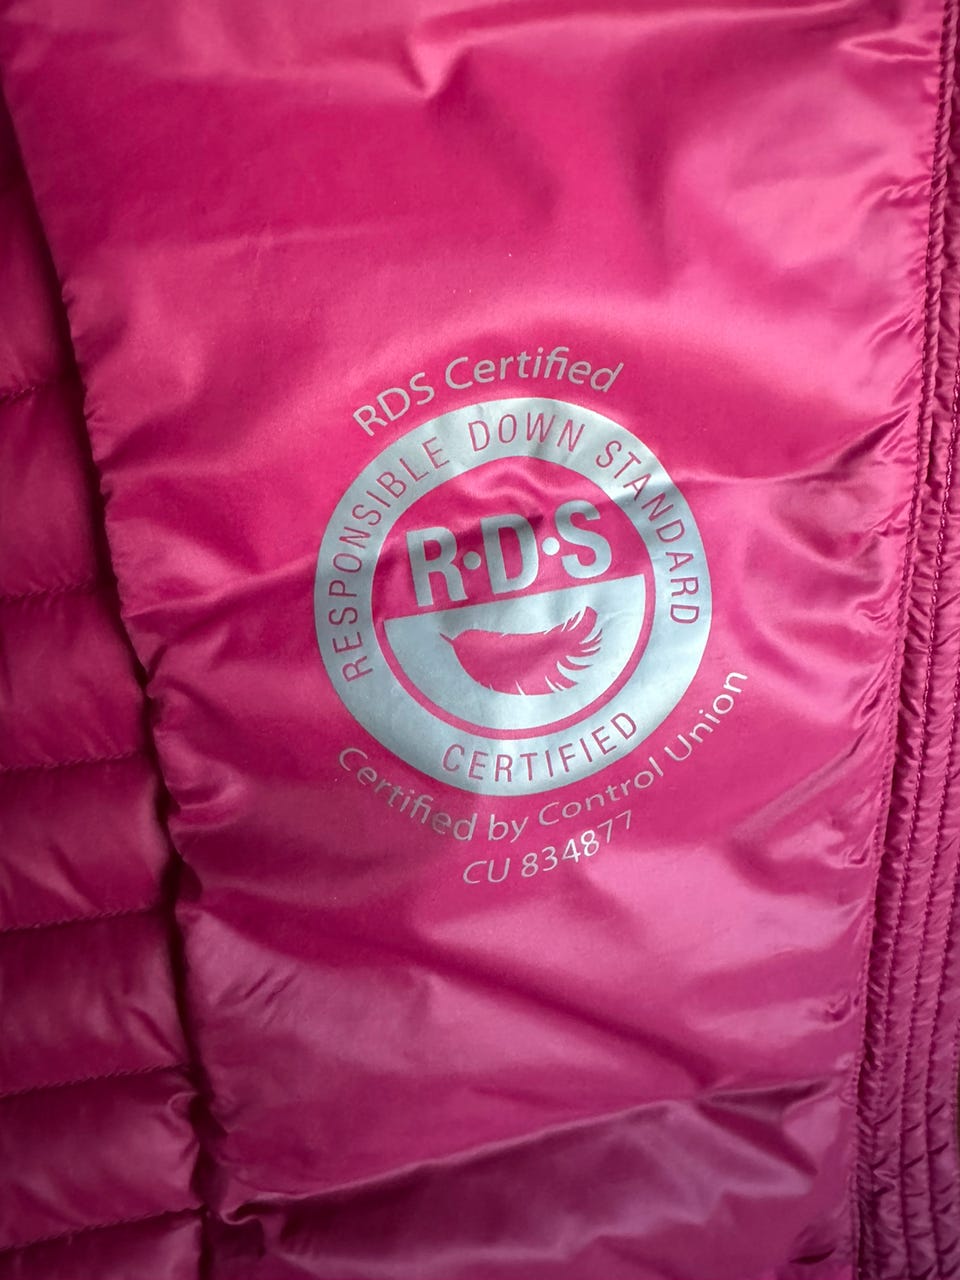 RDS Certified
RESPONSIBLE DOWN STANDARD
R·D·S
CERTIFIED
Certified by Control Union
CU 834877